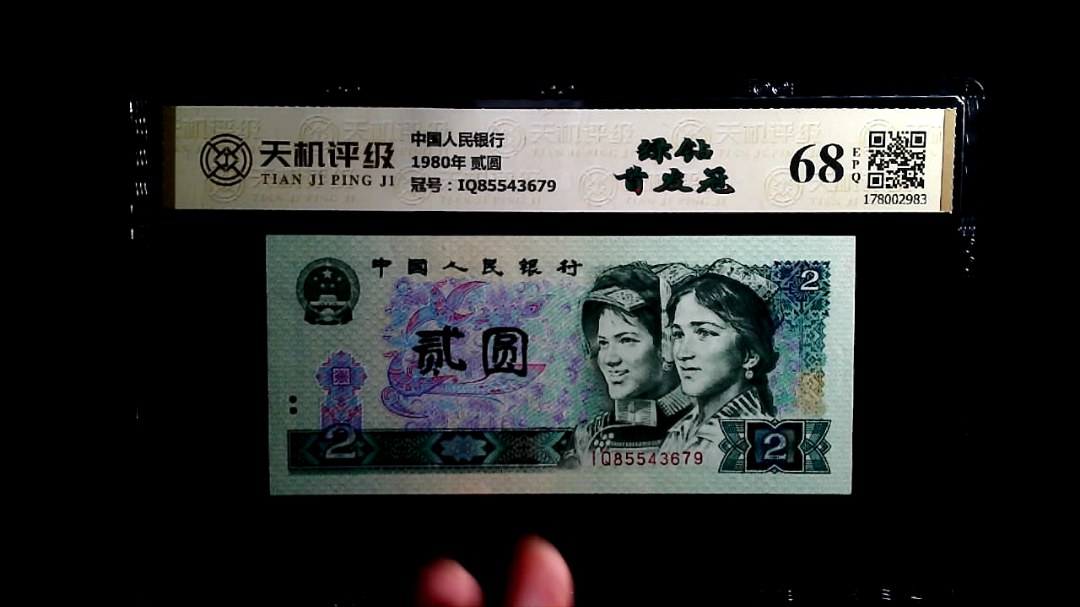 天机评级
TIAN JI PING JI
中国人民银行
1980年 贰圆
冠号：IQ85543679
绿钻
首发冠
68
EPQ
178002983
中国人民银行
2
贰圆
2
IQ85543679
2